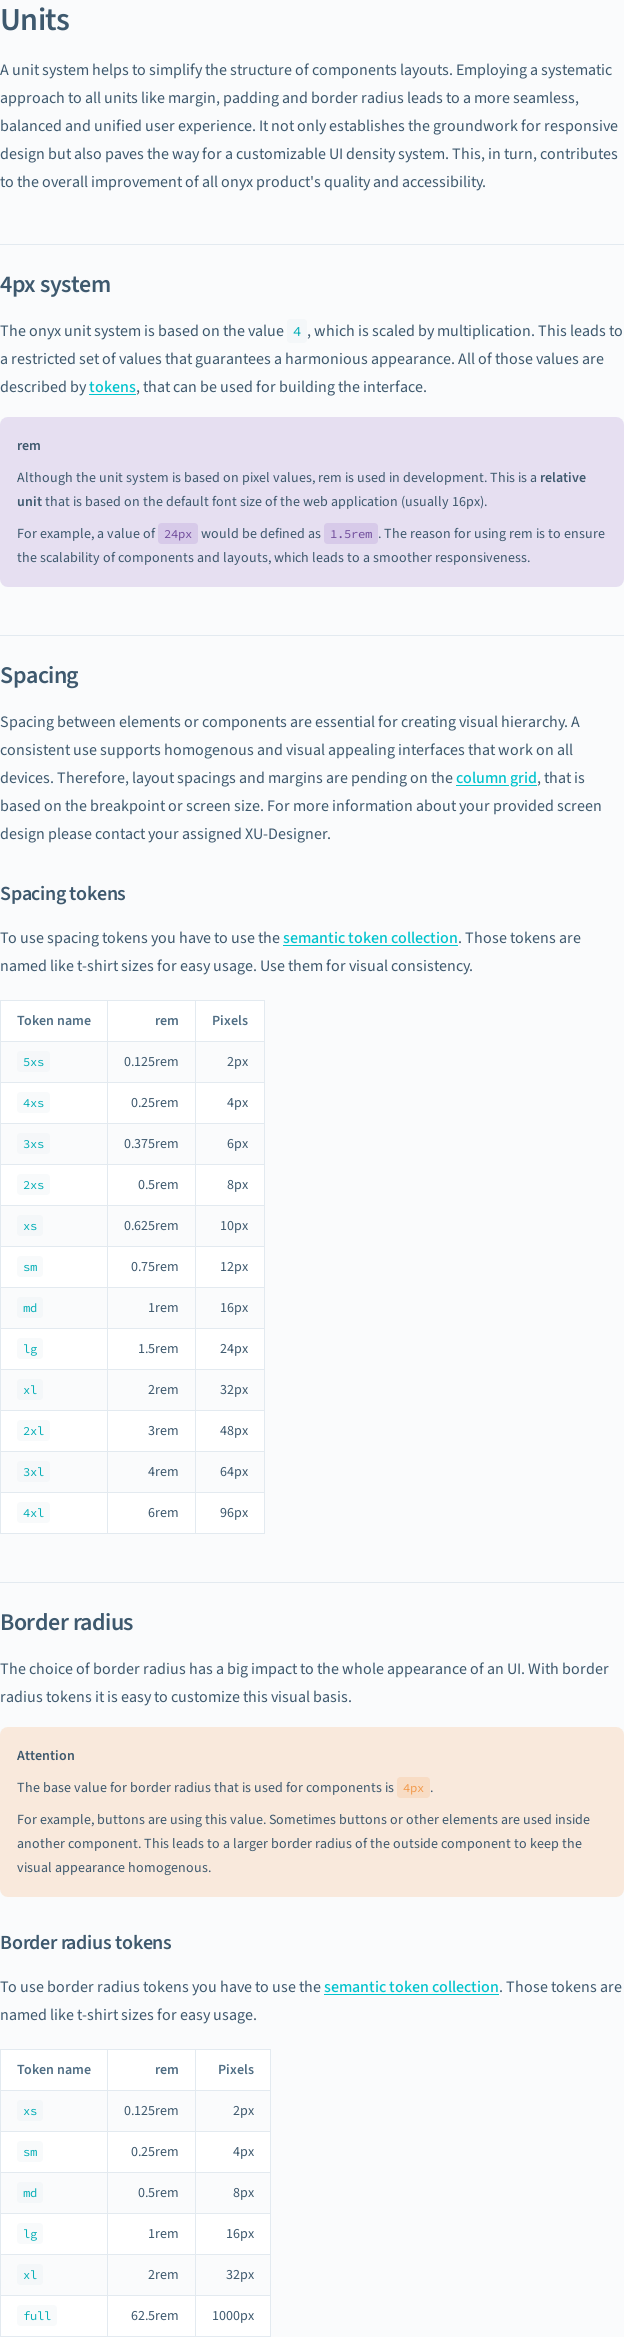 Units
A unit system helps to simplify the structure of components layouts. Employing a systematic
approach to all units like margin, padding and border radius leads to a more seamless,
balanced and unified user experience. It not only establishes the groundwork for responsive
design but also paves the way for a customizable UI density system. This, in turn, contributes
to the overall improvement of all onyx product's quality and accessibility.
4px system
The onyx unit system is based on the value 4, which is scaled by multiplication. This leads to
a restricted set of values that guarantees a harmonious appearance. All of those values are
described by tokens, that can be used for building the interface.
rem
Although the unit system is based on pixel values, rem is used in development. This is a relative
unit that is based on the default font size of the web application (usually 16px).
For example, a value of 24px would be defined as 1.5rem. The reason for using rem is to ensure
the scalability of components and layouts, which leads to a smoother responsiveness.
Spacing
Spacing between elements or components are essential for creating visual hierarchy. A
consistent use supports homogenous and visual appealing interfaces that work on all
devices. Therefore, layout spacings and margins are pending on the column grid, that is
based on the breakpoint or screen size. For more information about your provided screen
design please contact your assigned XU-Designer.
Spacing tokens
To use spacing tokens you have to use the semantic token collection. Those tokens are
named like t-shirt sizes for easy usage. Use them for visual consistency.
Token name rem Pixels
5xs 0.125rem 2px
4xs 0.25rem 4px
3xs 0.375rem 6px
2xs 0.5rem 8px
xs 0.625rem 10px
sm 0.75rem 12px
md 1rem 16px
lg 1.5rem 24px
xl 2rem 32px
2xl 3rem 48px
3xl 4rem 64px
4xl 6rem 96px
Border radius
The choice of border radius has a big impact to the whole appearance of an UI. With border
radius tokens it is easy to customize this visual basis.
Attention
The base value for border radius that is used for components is 4px.
For example, buttons are using this value. Sometimes buttons or other elements are used inside
another component. This leads to a larger border radius of the outside component to keep the
visual appearance homogenous.
Border radius tokens
To use border radius tokens you have to use the semantic token collection. Those tokens are
named like t-shirt sizes for easy usage.
Token name rem Pixels
xs 0.125rem 2px
sm 0.25rem 4px
md 0.5rem 8px
lg 1rem 16px
xl 2rem 32px
full 62.5rem 1000px